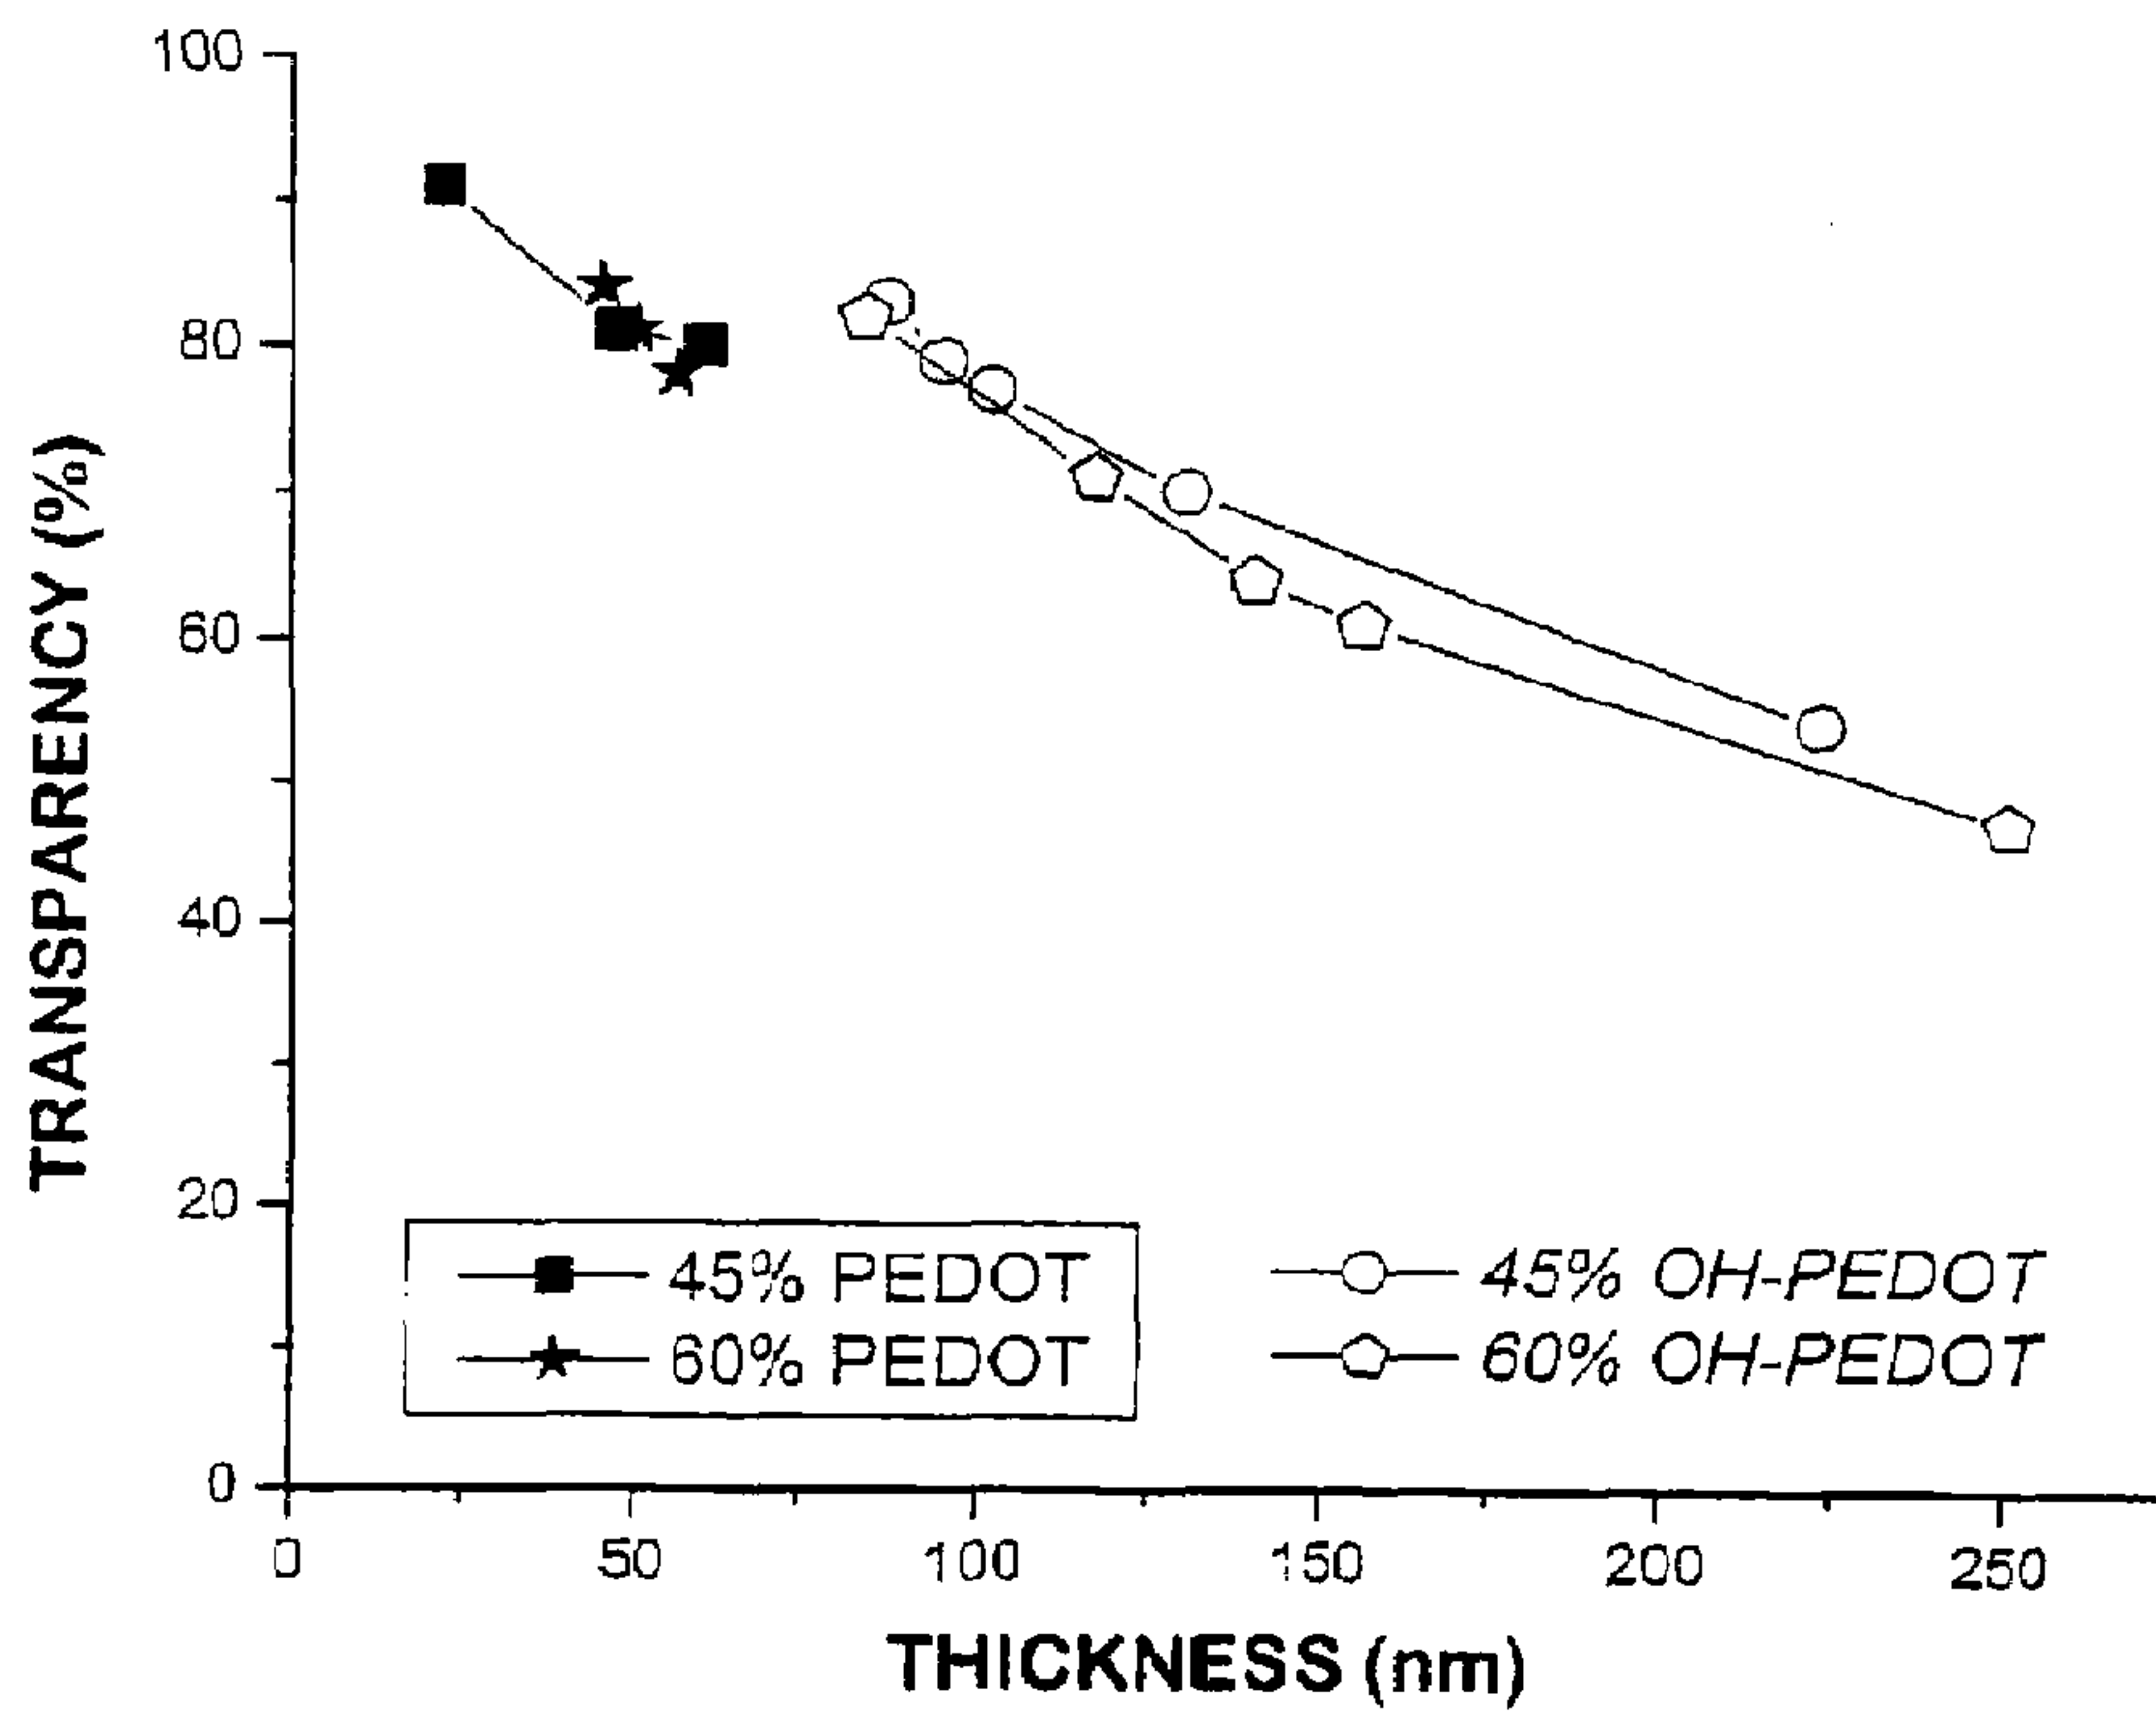 100
80
60
40
20
0
TRANSPARENCY (%)
45% PEDOT
60% PEDOT
45% OH-PEDOT
60% OH-PEDOT
0 50 100 150 200 250
THICKNESS (nm)